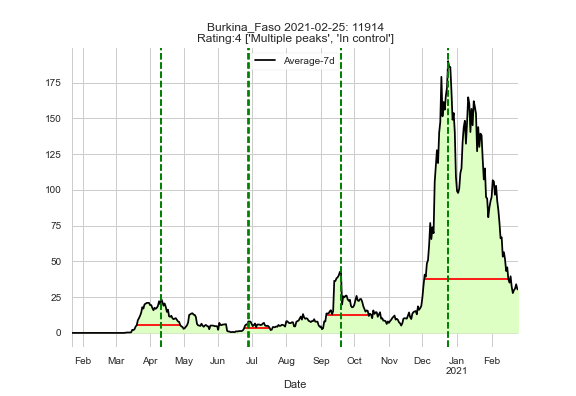 Burkina_Faso 2021-02-25: 11914
Rating:4 ['Multiple peaks', 'In control']
Average-7d
175
150
125
100
75
50
25
0
Feb Mar Apr May Jun Jul Aug Sep Oct Nov Dec Jan Feb
2021
Date